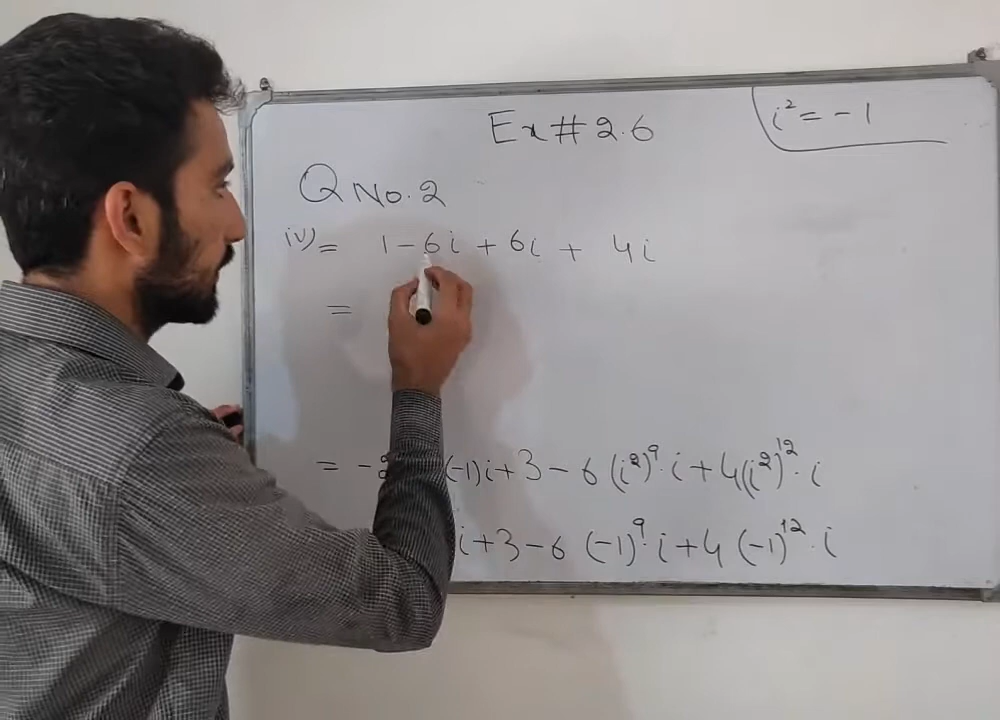 Ex # 2.6
i² = -1
Q No. 2
iv) = 1 - 6i + 6i + 4i
=
= - (-1)i + 3 - 6 (i²)⁹ . i + 4(i²)¹² . i
i + 3 - 6 (-1)⁹ . i + 4 (-1)¹² . i